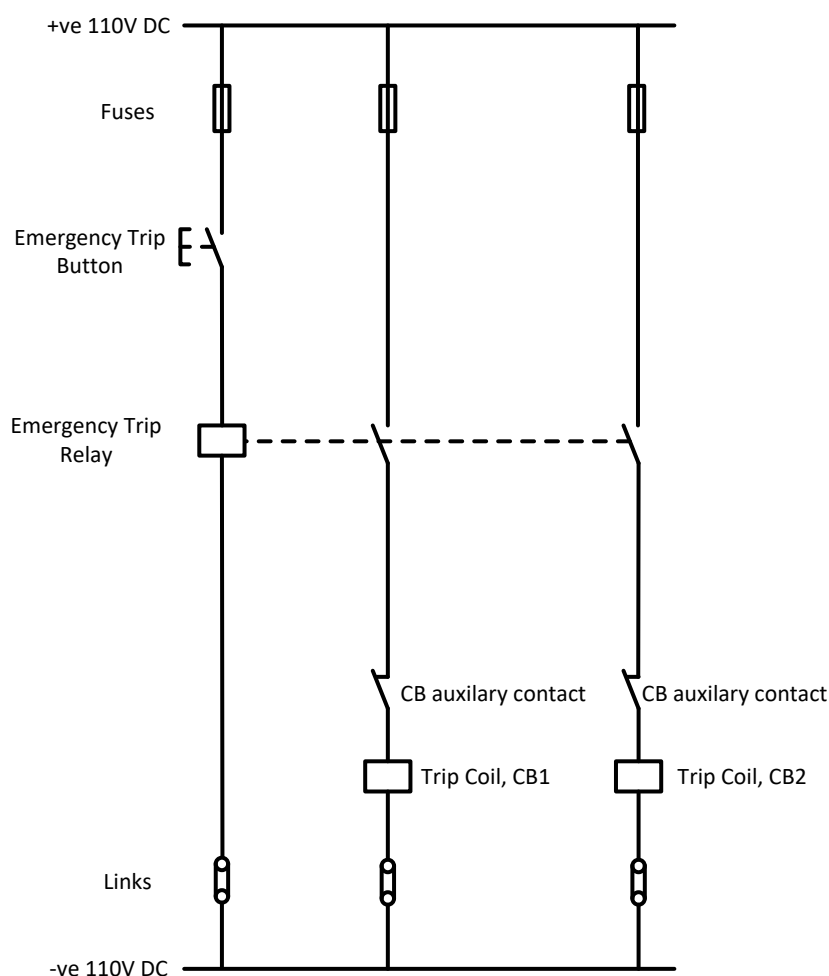 +ve 110V DC
Fuses
Emergency Trip
Button
Emergency Trip
Relay
CB auxilary contact
CB auxilary contact
Trip Coil, CB1
Trip Coil, CB2
Links
-ve 110V DC